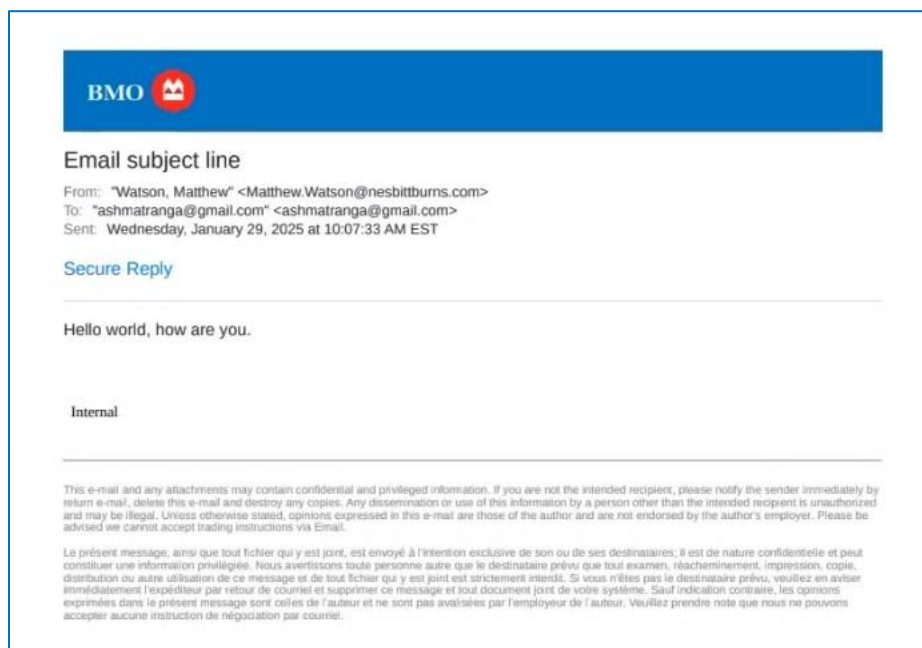 BMO
Email subject line
From: "Watson, Matthew" <Matthew.Watson@nesbittburns.com>
To: "ashmatranga@gmail.com" <ashmatranga@gmail.com>
Sent: Wednesday, January 29, 2025 at 10:07:33 AM EST
Secure Reply
Hello world, how are you.
Internal
This e-mail and any attachments may contain confidential and privileged information. If you are not the intended recipient, please notify the sender immediately by
return e-mail, delete this e-mail and destroy any copies. Any dissemination or use of this information by a person other than the intended recipient is unauthorized
and may be illegal. Unless otherwise stated, opinions expressed in this e-mail are those of the author and are not endorsed by the author's employer. Please be
advised we cannot accept trading instructions via Email.
Le présent message, ainsi que tout fichier qui y est joint, est envoyé à l'intention exclusive de son ou de ses destinataires; il est de nature confidentielle et peut
constituer une information privilégiée. Nous avertissons toute personne autre que le destinataire prévu que tout examen, réacheminement, impression, copie,
distribution ou autre utilisation de ce message et de tout fichier qui y est joint est strictement interdit. Si vous n'êtes pas le destinataire prévu, veuillez en aviser
immédiatement l'expéditeur par retour de courriel et supprimer ce message et tout document joint de votre système. Sauf indication contraire, les opinions
exprimées dans le présent message sont celles de l'auteur et ne sont pas avalisées par l'employeur de l'auteur. Veuillez prendre note que nous ne pouvons
accepter aucune instruction de négociation par courriel.